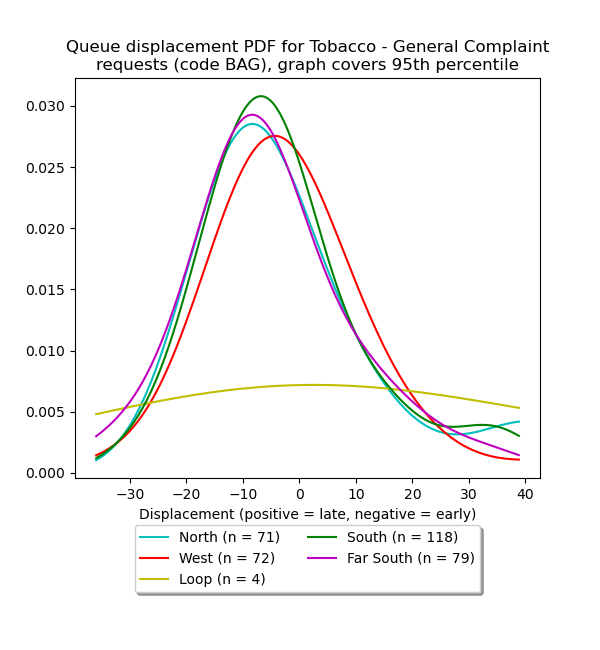 Queue displacement PDF for Tobacco - General Complaint
requests (code BAG), graph covers 95th percentile
0.030
0.025
0.020
0.015
0.010
0.005
0.000
−30 −20 −10 0 10 20 30 40
Displacement (positive = late, negative = early)
North (n = 71) South (n = 118)
West (n = 72) Far South (n = 79)
Loop (n = 4)